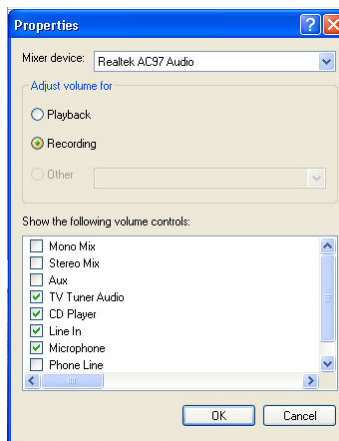 Properties
Mixer device: Realtek AC97 Audio
Adjust volume for
Playback
Recording
Other
Show the following volume controls:
Mono Mix
Stereo Mix
Aux
TV Tuner Audio
CD Player
Line In
Microphone
Phone Line
OK Cancel